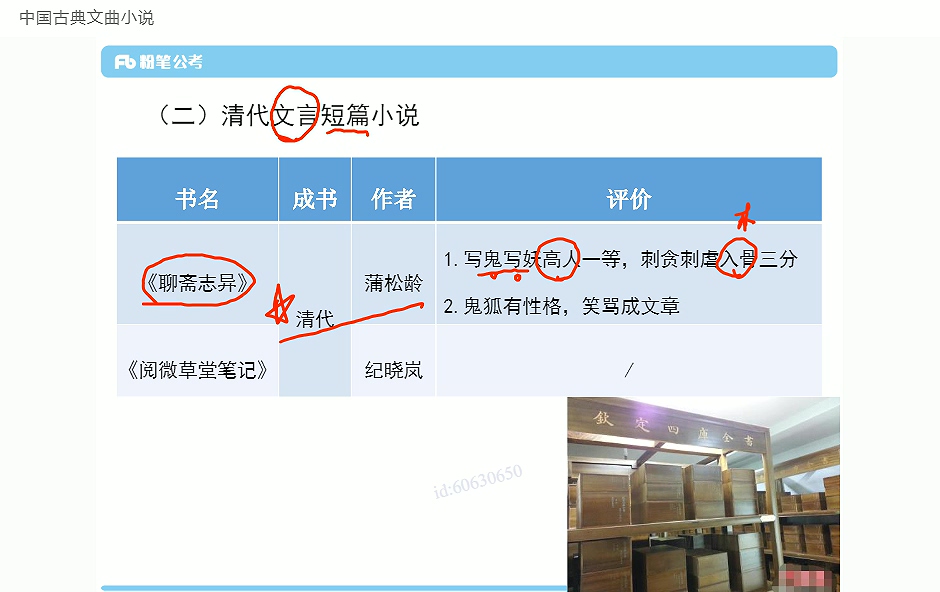 中国古典文曲小说
Fb 粉笔公考
（二）清代文言短篇小说
书名 成书 作者 评价
《聊斋志异》 清代 蒲松龄 1. 写鬼写妖高人一等，刺贪刺虐入骨三分
2. 鬼狐有性格，笑骂成文章
《阅微草堂笔记》 纪晓岚 /
钦定四库全书
id:60630650